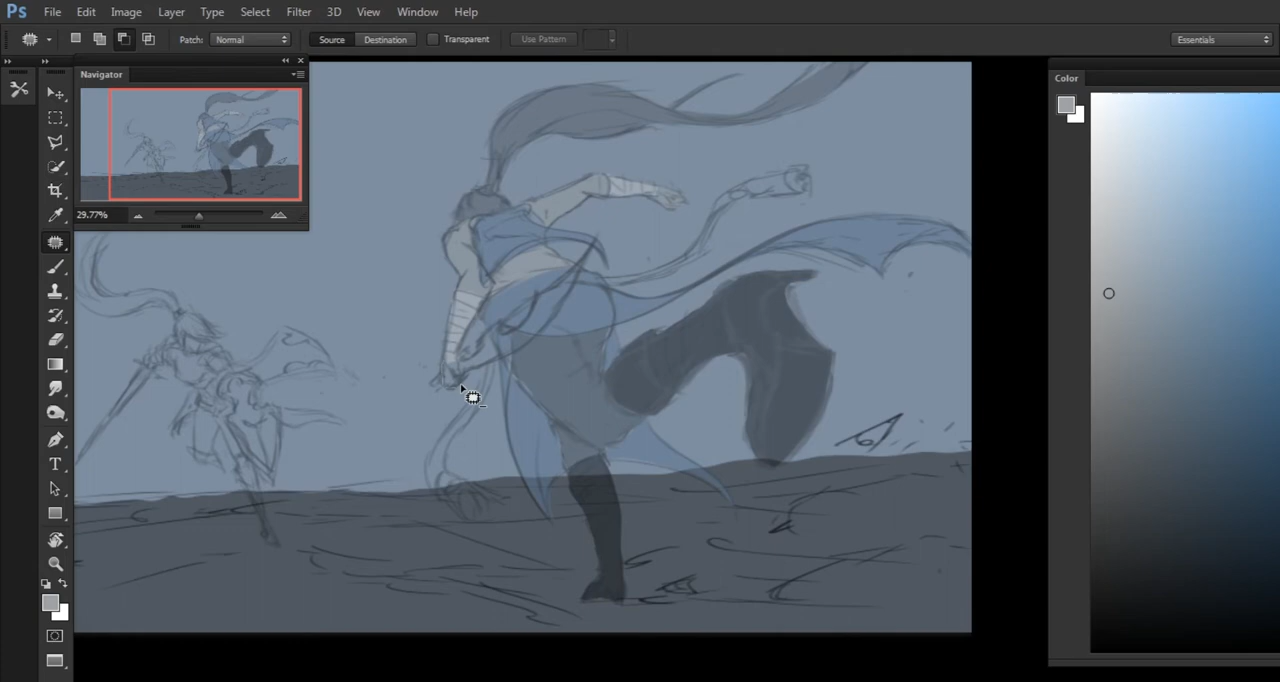 Ps File Edit Image Layer Type Select Filter 3D View Window Help
Patch: Normal Source Destination Transparent Use Pattern Essentials
Navigator
Color
29.77%
T